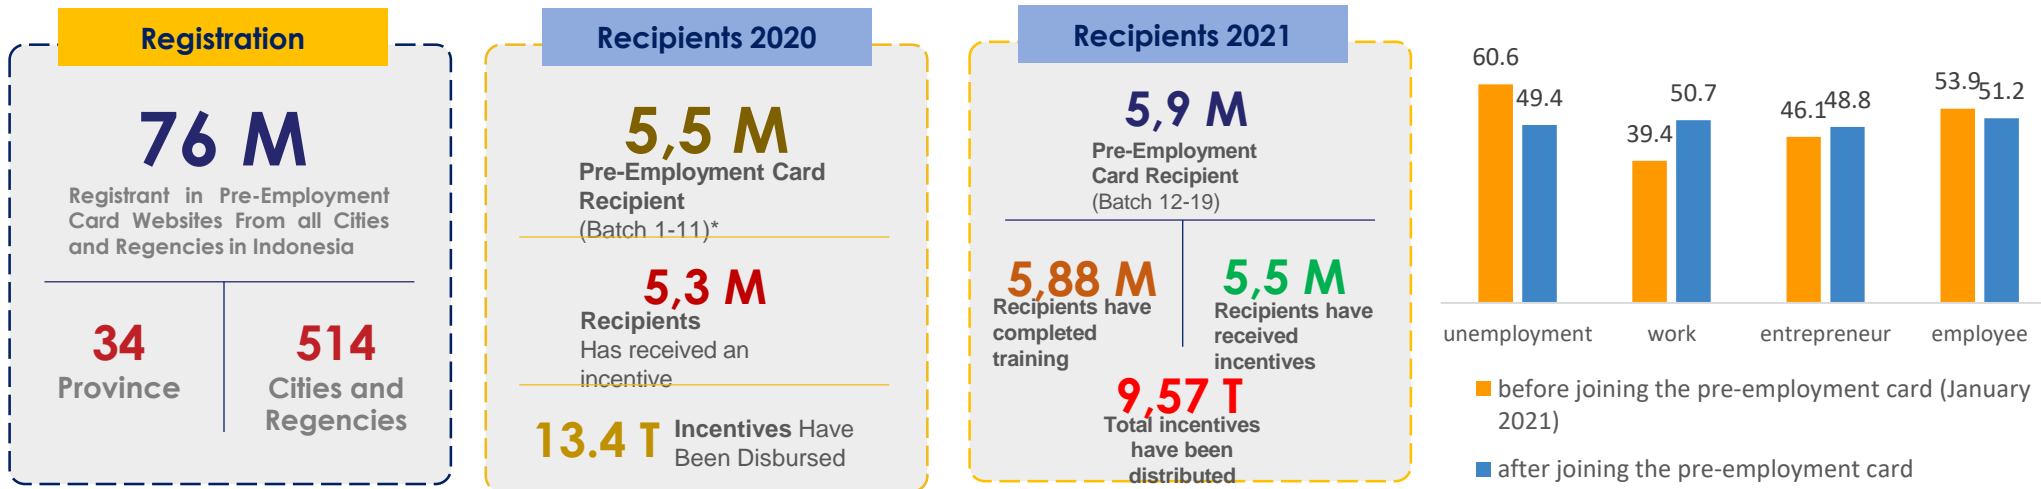 Registration
76 M
Registrant in Pre-Employment
Card Websites From all Cities
and Regencies in Indonesia
34
Province
514
Cities and
Regencies
Recipients 2020
5,5 M
Pre-Employment Card
Recipient
(Batch 1-11)*
5,3 M
Recipients
Has received an
incentive
13.4 T
Incentives Have
Been Disbursed
Recipients 2021
5,9 M
Pre-Employment
Card Recipient
(Batch 12-19)
5,88 M
Recipients have
completed
training
5,5 M
Recipients have
received
incentives
9,57 T
Total incentives
have been
distributed
60.6
49.4
39.4
50.7
46.1
48.8
53.9
51.2
unemployment
work
entrepreneur
employee
before joining the pre-employment card (January
2021)
after joining the pre-employment card